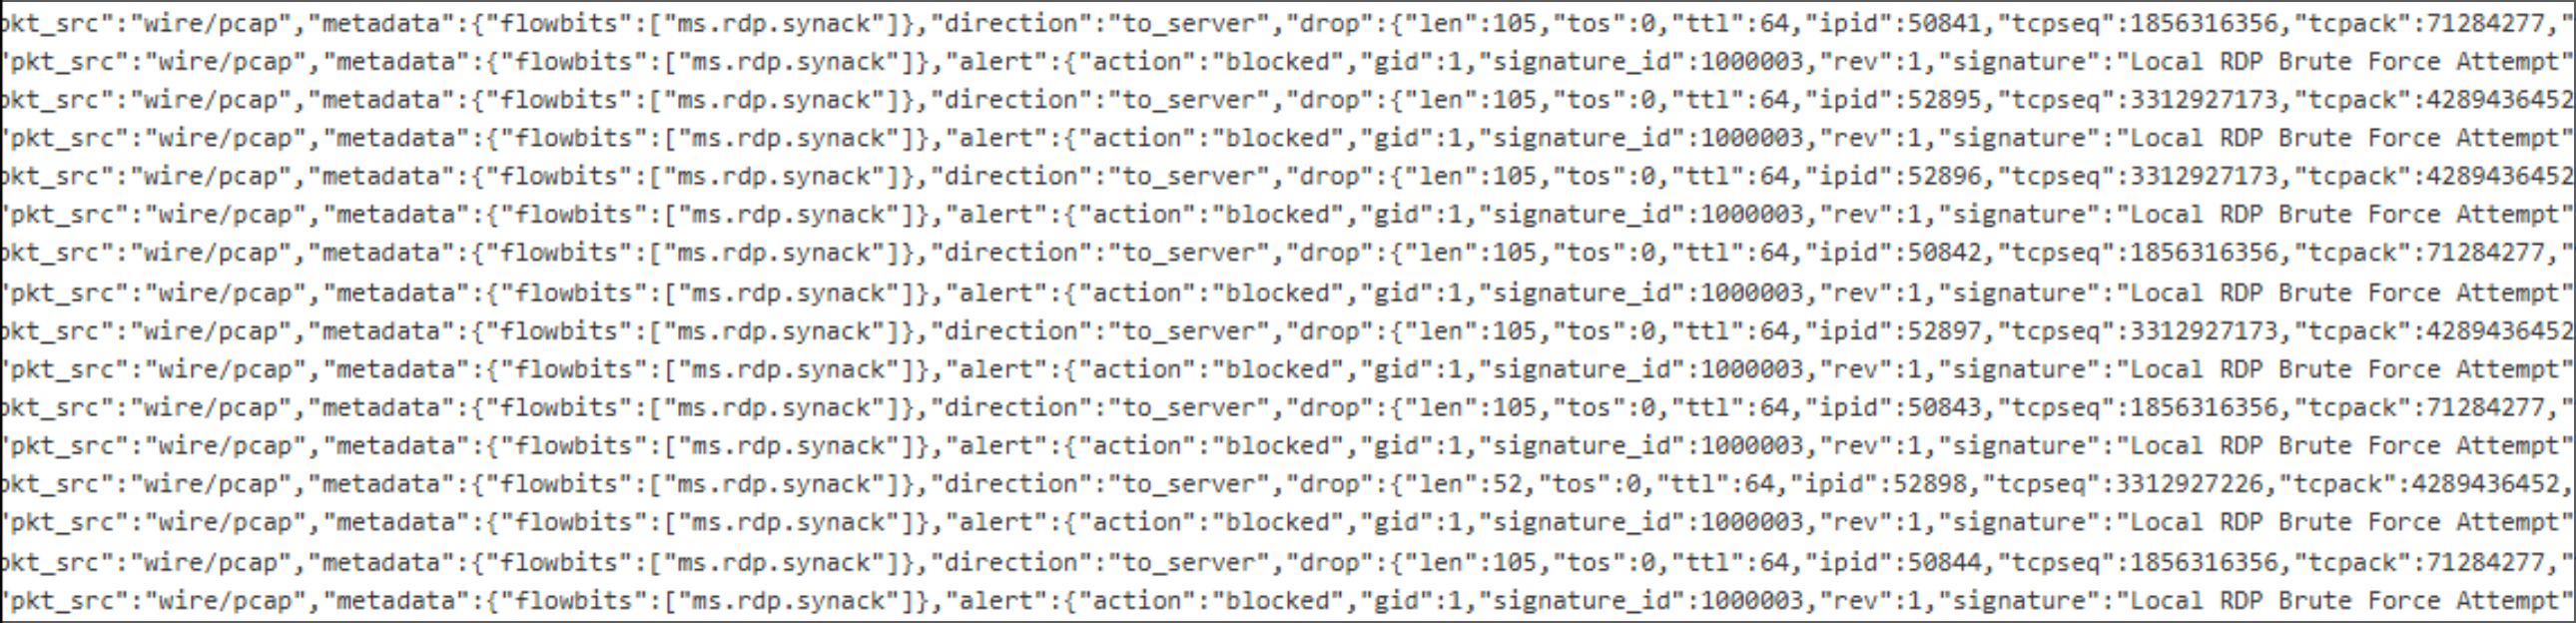 pkt_src":"wire/pcap","metadata":{"flowbits":["ms.rdp.synack"]},"direction":"to_server","drop":{"len":105,"tos":0,"ttl":64,"ipid":50841,"tcpseq":1856316356,"tcpack":71284277,"
"pkt_src":"wire/pcap","metadata":{"flowbits":["ms.rdp.synack"]},"alert":{"action":"blocked","gid":1,"signature_id":1000003,"rev":1,"signature":"Local RDP Brute Force Attempt"
pkt_src":"wire/pcap","metadata":{"flowbits":["ms.rdp.synack"]},"direction":"to_server","drop":{"len":105,"tos":0,"ttl":64,"ipid":52895,"tcpseq":3312927173,"tcpack":4289436452
"pkt_src":"wire/pcap","metadata":{"flowbits":["ms.rdp.synack"]},"alert":{"action":"blocked","gid":1,"signature_id":1000003,"rev":1,"signature":"Local RDP Brute Force Attempt"
pkt_src":"wire/pcap","metadata":{"flowbits":["ms.rdp.synack"]},"direction":"to_server","drop":{"len":105,"tos":0,"ttl":64,"ipid":52896,"tcpseq":3312927173,"tcpack":4289436452
"pkt_src":"wire/pcap","metadata":{"flowbits":["ms.rdp.synack"]},"alert":{"action":"blocked","gid":1,"signature_id":1000003,"rev":1,"signature":"Local RDP Brute Force Attempt"
pkt_src":"wire/pcap","metadata":{"flowbits":["ms.rdp.synack"]},"direction":"to_server","drop":{"len":105,"tos":0,"ttl":64,"ipid":50842,"tcpseq":1856316356,"tcpack":71284277,"
"pkt_src":"wire/pcap","metadata":{"flowbits":["ms.rdp.synack"]},"alert":{"action":"blocked","gid":1,"signature_id":1000003,"rev":1,"signature":"Local RDP Brute Force Attempt"
pkt_src":"wire/pcap","metadata":{"flowbits":["ms.rdp.synack"]},"direction":"to_server","drop":{"len":105,"tos":0,"ttl":64,"ipid":52897,"tcpseq":3312927173,"tcpack":4289436452
"pkt_src":"wire/pcap","metadata":{"flowbits":["ms.rdp.synack"]},"alert":{"action":"blocked","gid":1,"signature_id":1000003,"rev":1,"signature":"Local RDP Brute Force Attempt"
pkt_src":"wire/pcap","metadata":{"flowbits":["ms.rdp.synack"]},"direction":"to_server","drop":{"len":105,"tos":0,"ttl":64,"ipid":50843,"tcpseq":1856316356,"tcpack":71284277,"
"pkt_src":"wire/pcap","metadata":{"flowbits":["ms.rdp.synack"]},"alert":{"action":"blocked","gid":1,"signature_id":1000003,"rev":1,"signature":"Local RDP Brute Force Attempt"
pkt_src":"wire/pcap","metadata":{"flowbits":["ms.rdp.synack"]},"direction":"to_server","drop":{"len":52,"tos":0,"ttl":64,"ipid":52898,"tcpseq":3312927226,"tcpack":4289436452,
"pkt_src":"wire/pcap","metadata":{"flowbits":["ms.rdp.synack"]},"alert":{"action":"blocked","gid":1,"signature_id":1000003,"rev":1,"signature":"Local RDP Brute Force Attempt"
pkt_src":"wire/pcap","metadata":{"flowbits":["ms.rdp.synack"]},"direction":"to_server","drop":{"len":105,"tos":0,"ttl":64,"ipid":50844,"tcpseq":1856316356,"tcpack":71284277,"
"pkt_src":"wire/pcap","metadata":{"flowbits":["ms.rdp.synack"]},"alert":{"action":"blocked","gid":1,"signature_id":1000003,"rev":1,"signature":"Local RDP Brute Force Attempt"